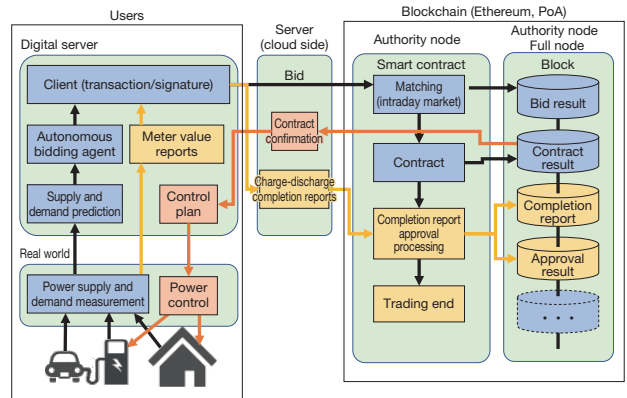 Users
Digital server
Client (transaction/signature)
Autonomous
bidding agent
Meter value
reports
Supply and
demand prediction
Control
plan
Real world
Power supply and
demand measurement
Power
control
Server
(cloud side)
Bid
Contract
confirmation
Charge-discharge
completion reports
Blockchain (Ethereum, PoA)
Authority node
Smart contract
Matching
(intraday market)
Contract
Completion report
approval
processing
Trading end
Authority node
Full node
Block
Bid result
Contract
result
Completion
report
Approval
result
· · ·